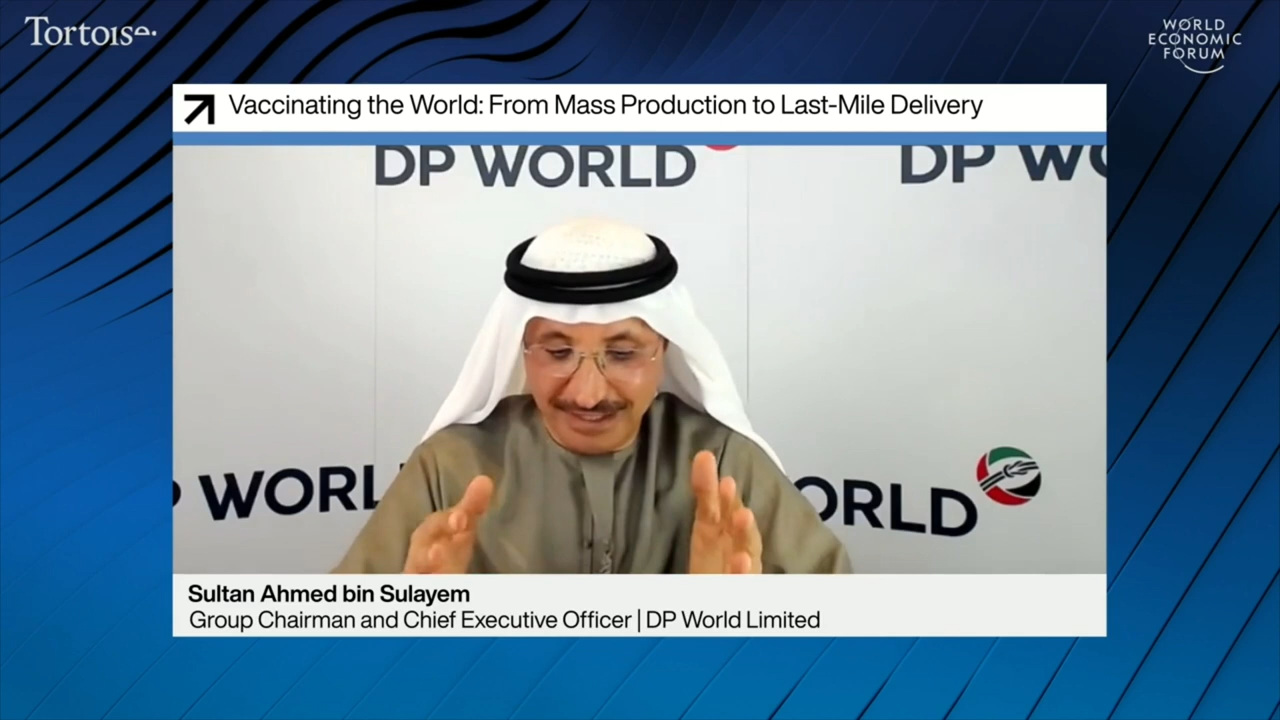 Tortoise
WORLD
ECONOMIC
FORUM
Vaccinating the World: From Mass Production to Last-Mile Delivery
DP WORLD
DP WO
WORL
ORLD
Sultan Ahmed bin Sulayem
Group Chairman and Chief Executive Officer | DP World Limited